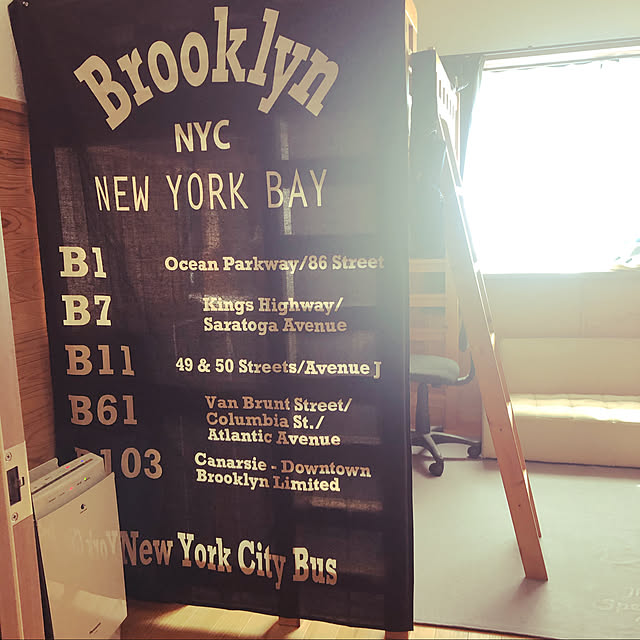 Brooklyn
NYC
NEW YORK BAY
B1 Ocean Parkway/86 Street
B7 Kings Highway/
Saratoga Avenue
B11 49 & 50 Streets/Avenue J
B61 Van Brunt Street/
Columbia St./
Atlantic Avenue
B103 Canarsie - Downtown
Brooklyn Limited
New York City Bus